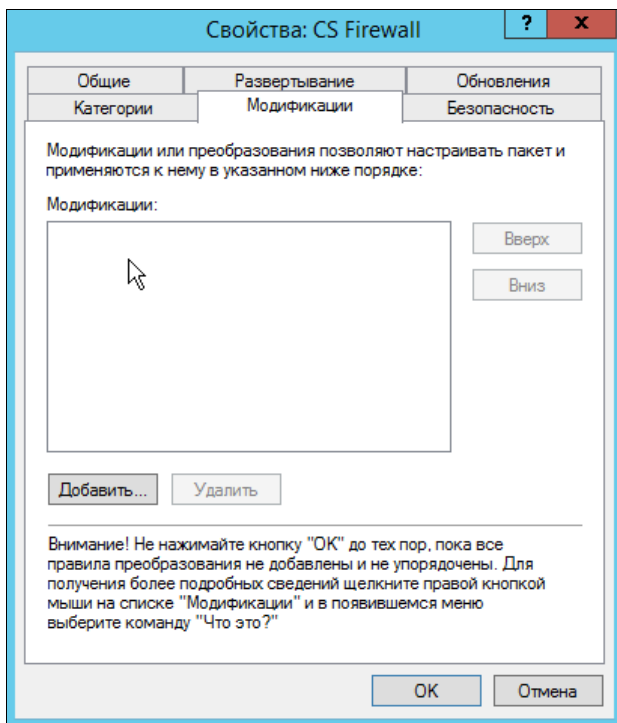 Свойства: CS Firewall
?
x
Общие
Развертывание
Обновления
Категории
Модификации
Безопасность
Модификации или преобразования позволяют настраивать пакет и
применяются к нему в указанном ниже порядке:
Модификации:
Вверх
Вниз
Добавить...
Удалить
Внимание! Не нажимайте кнопку "OK" до тех пор, пока все
правила преобразования не добавлены и не упорядочены. Для
получения более подробных сведений щелкните правой кнопкой
мыши на списке "Модификации" и в появившемся меню
выберите команду "Что это?"
OK
Отмена